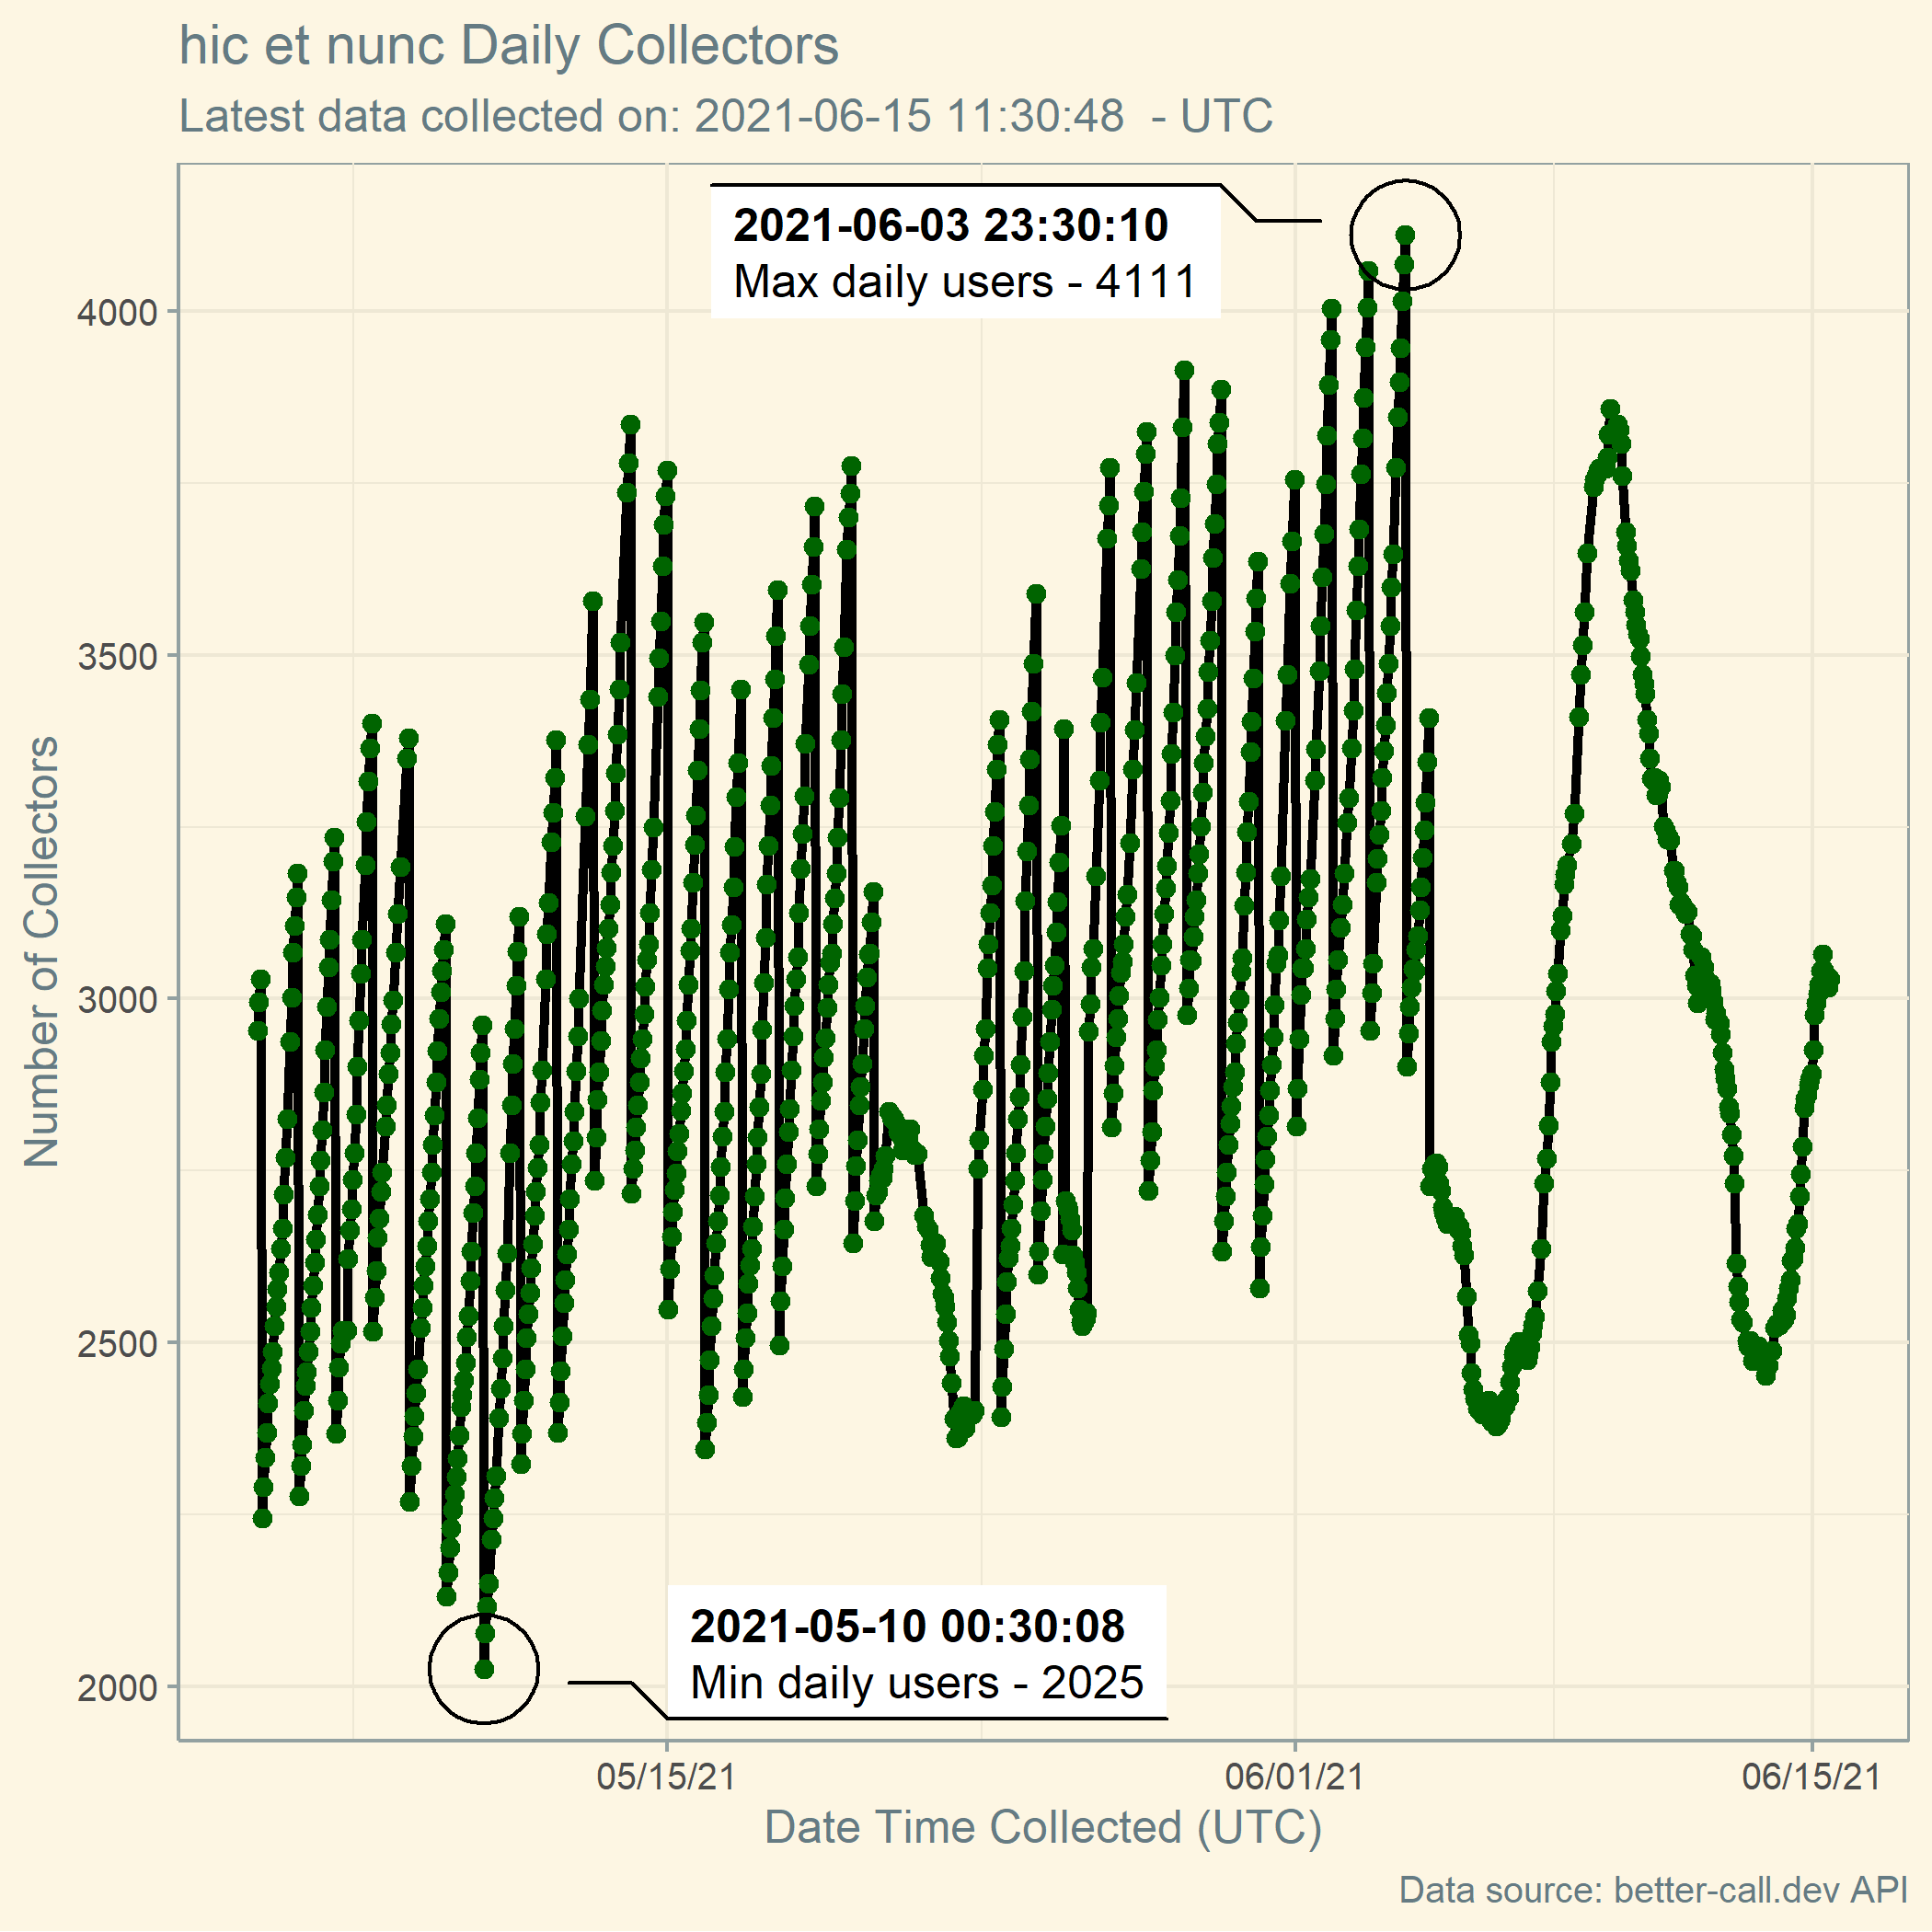 hic et nunc Daily Collectors
Latest data collected on: 2021-06-15 11:30:48  - UTC
2021-06-03 23:30:10
Max daily users - 4111
4000
3500
3000
2500
2000
Number of Collectors
2021-05-10 00:30:08
Min daily users - 2025
05/15/21
06/01/21
06/15/21
Date Time Collected (UTC)
Data source: better-call.dev API